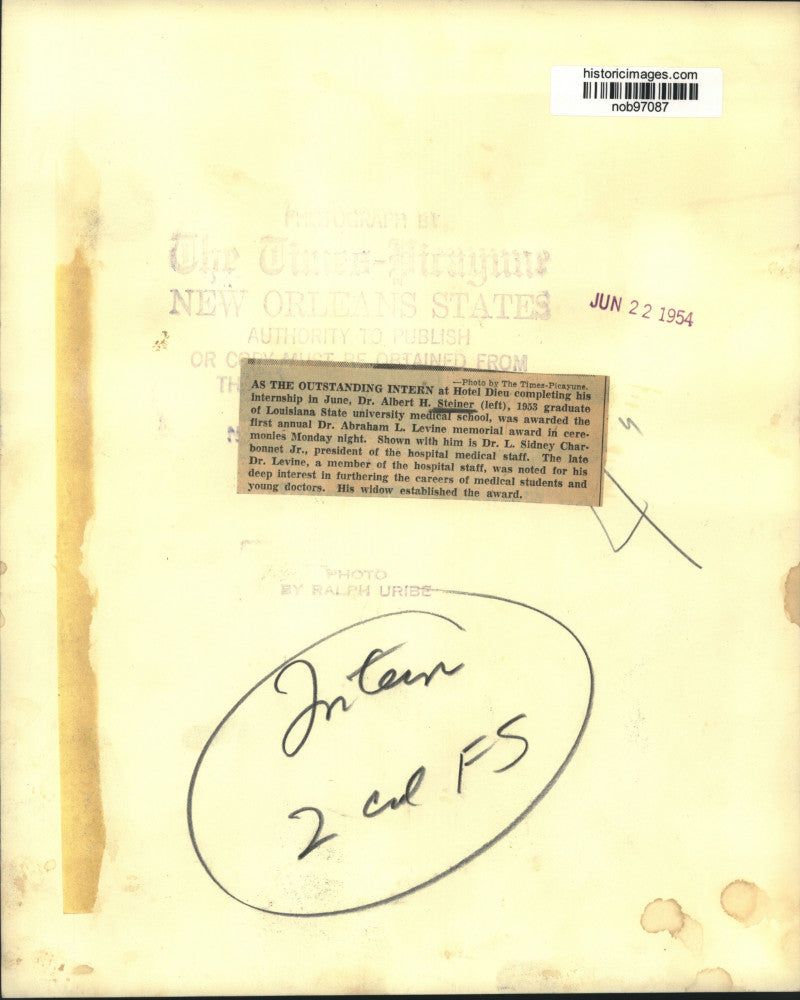 historicimages.com
nob97087
PHOTOGRAPH BY
The Times-Picayune
NEW ORLEANS STATES
JUN 22 1954
AUTHORITY TO PUBLISH
OR COPY MUST BE OBTAINED FROM
TH
—Photo by The Times-Picayune.
AS THE OUTSTANDING INTERN at Hotel Dieu completing his
internship in June, Dr. Albert H. Steiner (left), 1953 graduate
of Louisiana State university medical school, was awarded the
first annual Dr. Abraham L. Levine memorial award in cere-
monies Monday night. Shown with him is Dr. L. Sidney Char-
bonnet Jr., president of the hospital medical staff. The late
Dr. Levine, a member of the hospital staff, was noted for his
deep interest in furthering the careers of medical students and
young doctors. His widow established the award.
PHOTO
BY RALPH URIBE
Intern
2 col FS